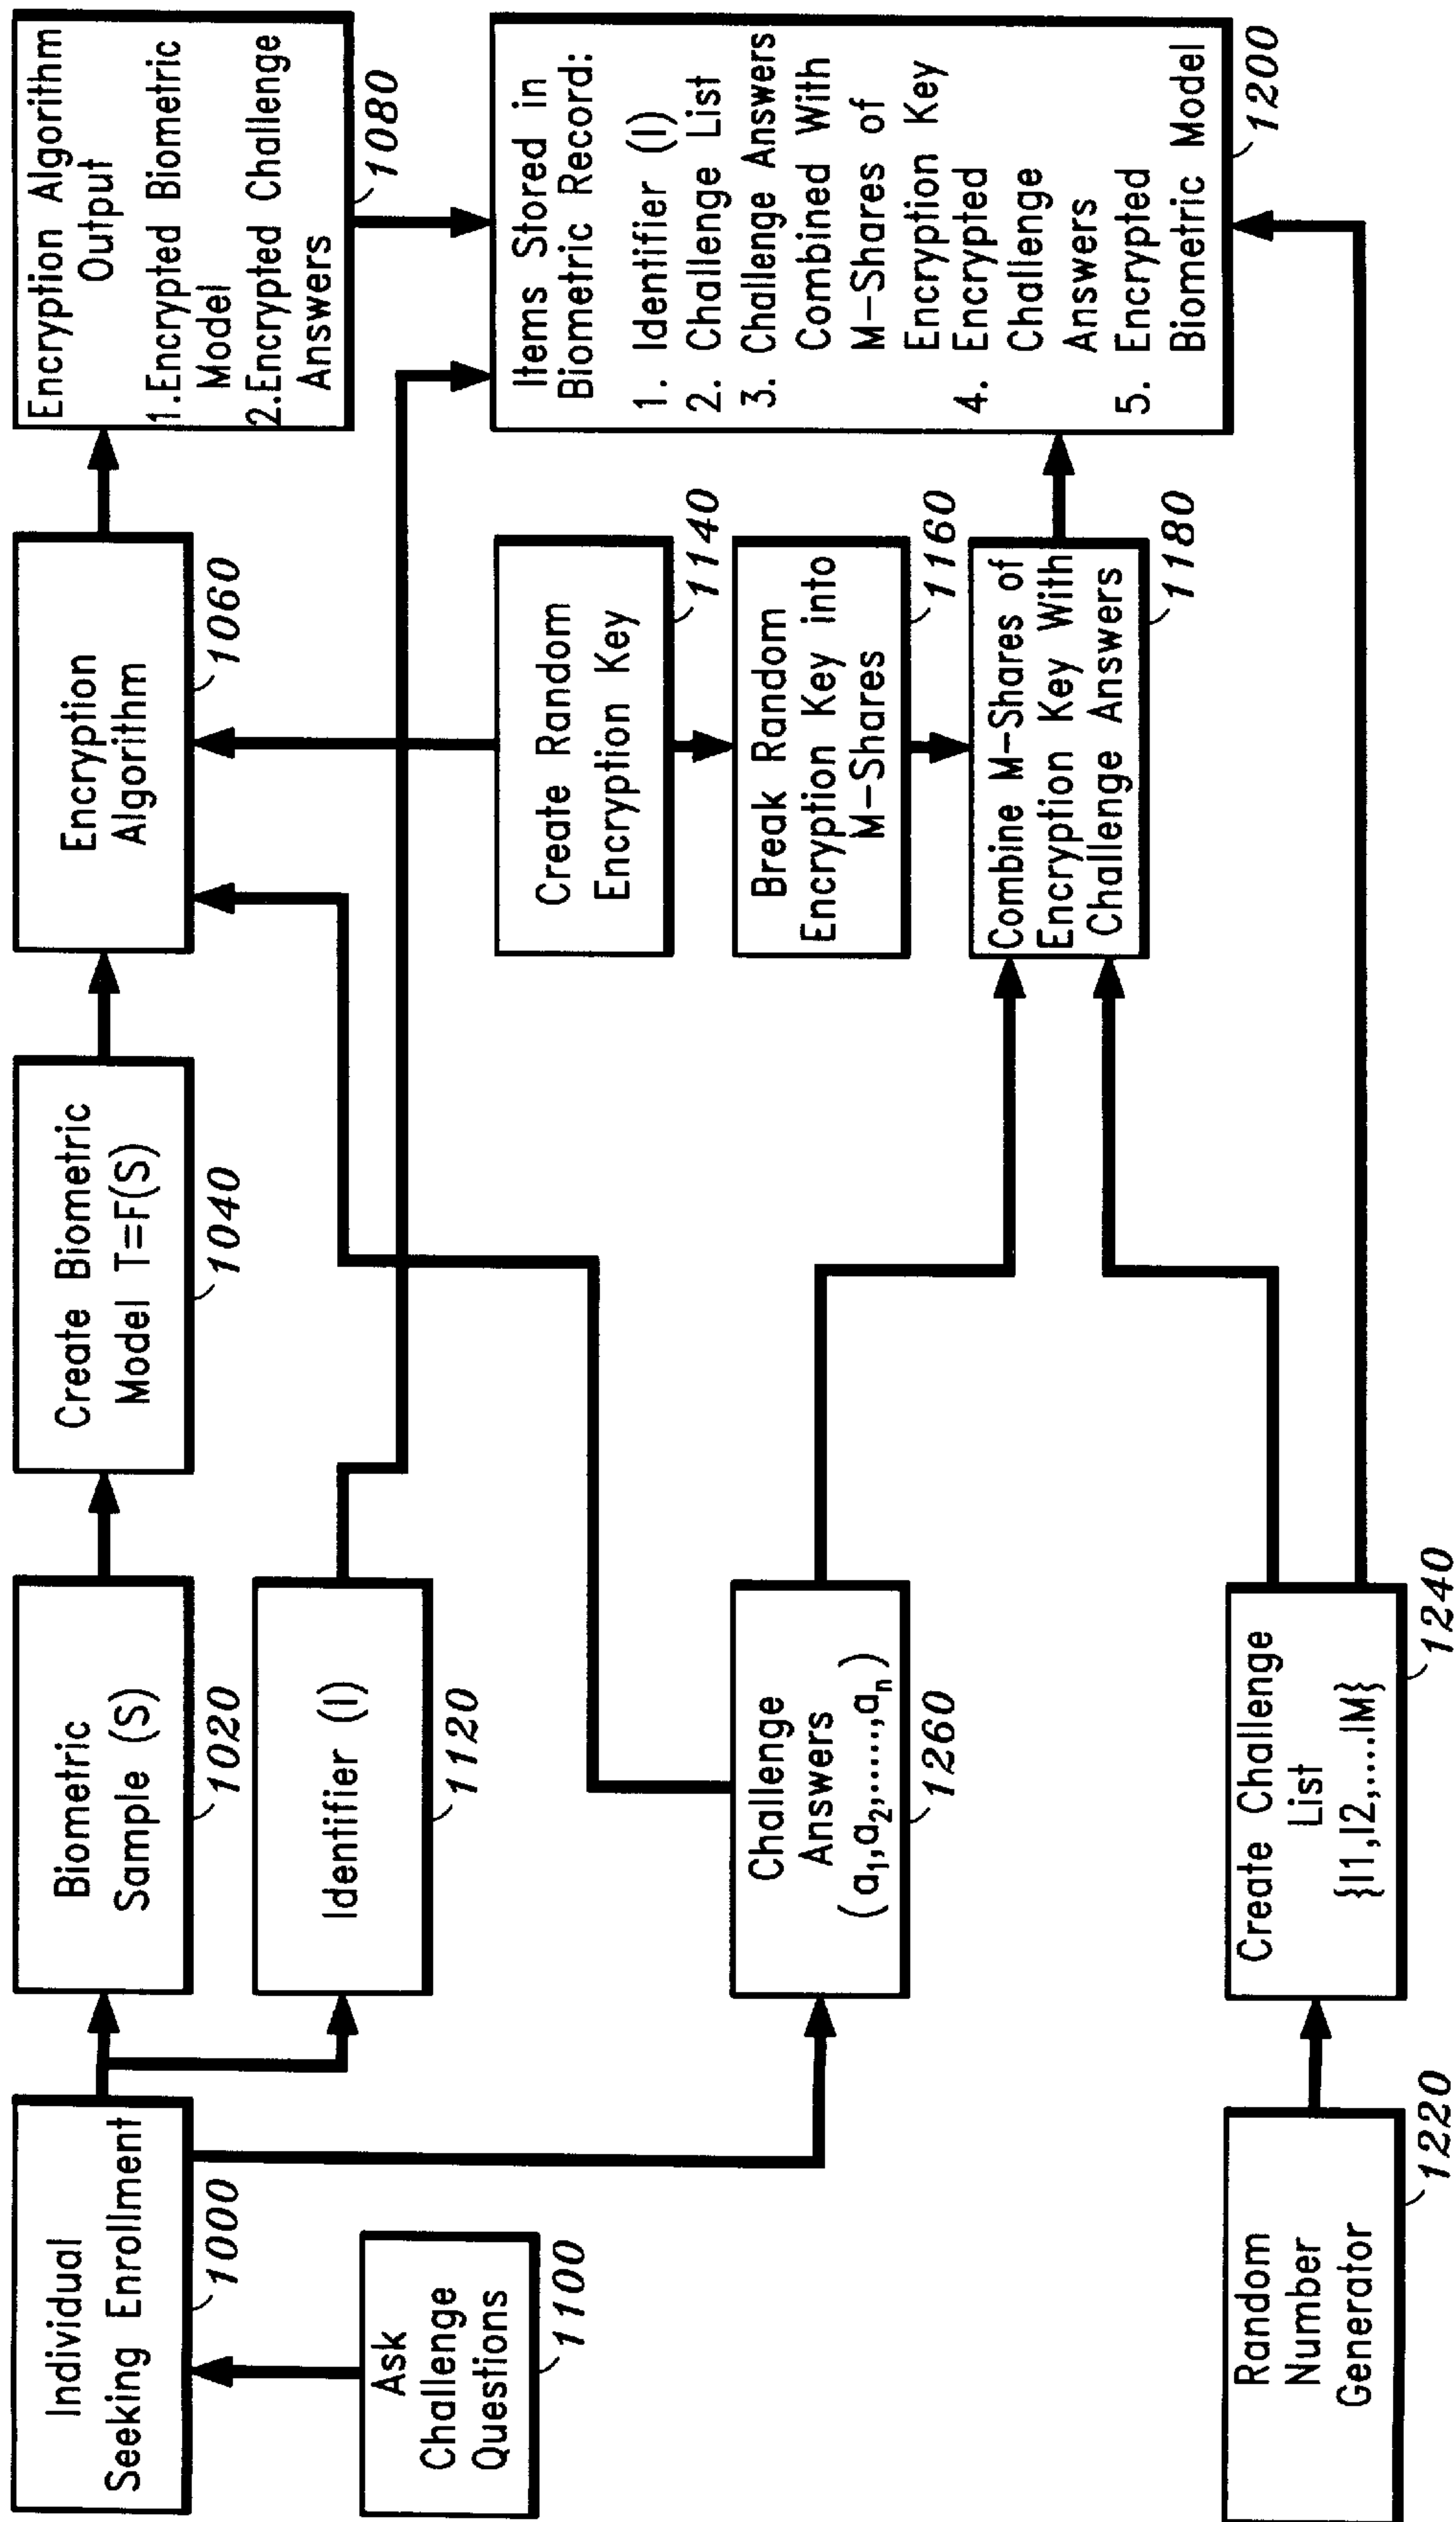 Individual
Seeking Enrollment
1000
Biometric
Sample (S)
1020
Create Biometric
Model T=F(S)
1040
Encryption
Algorithm
1060
Encryption Algorithm
Output
1.Encrypted Biometric
Model
2.Encrypted Challenge
Answers
1080
Ask
Challenge
Questions
1100
Identifier (I)
1120
Create Random
Encryption Key
1140
Break Random
Encryption Key into
M-Shares
1160
Combine M-Shares of
Encryption Key With
Challenge Answers
1180
Items Stored in
Biometric Record:
1. Identifier (I)
2. Challenge List
3. Challenge Answers
Combined With
M-Shares of
Encryption Key
4. Encrypted
Challenge
Answers
5. Encrypted
Biometric Model
1200
Challenge
Answers
(a₁,a₂,.....,aₙ)
1260
Random
Number
Generator
1220
Create Challenge
List
{I1,I2,....IM}
1240